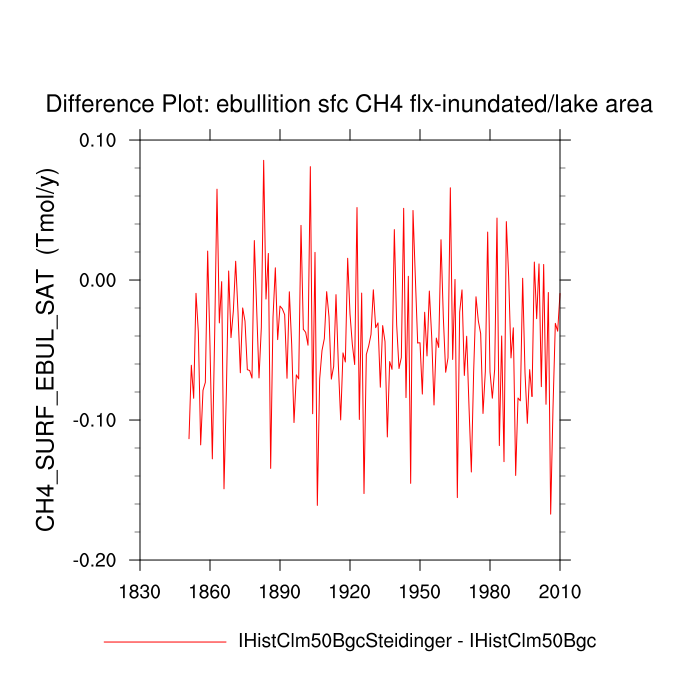 Difference Plot: ebullition sfc CH4 flx-inundated/lake area
CH4_SURF_EBUL_SAT (Tmol/y)
0.10
0.00
-0.10
-0.20
1830 1860 1890 1920 1950 1980 2010
IHistClm50BgcSteidinger - IHistClm50Bgc